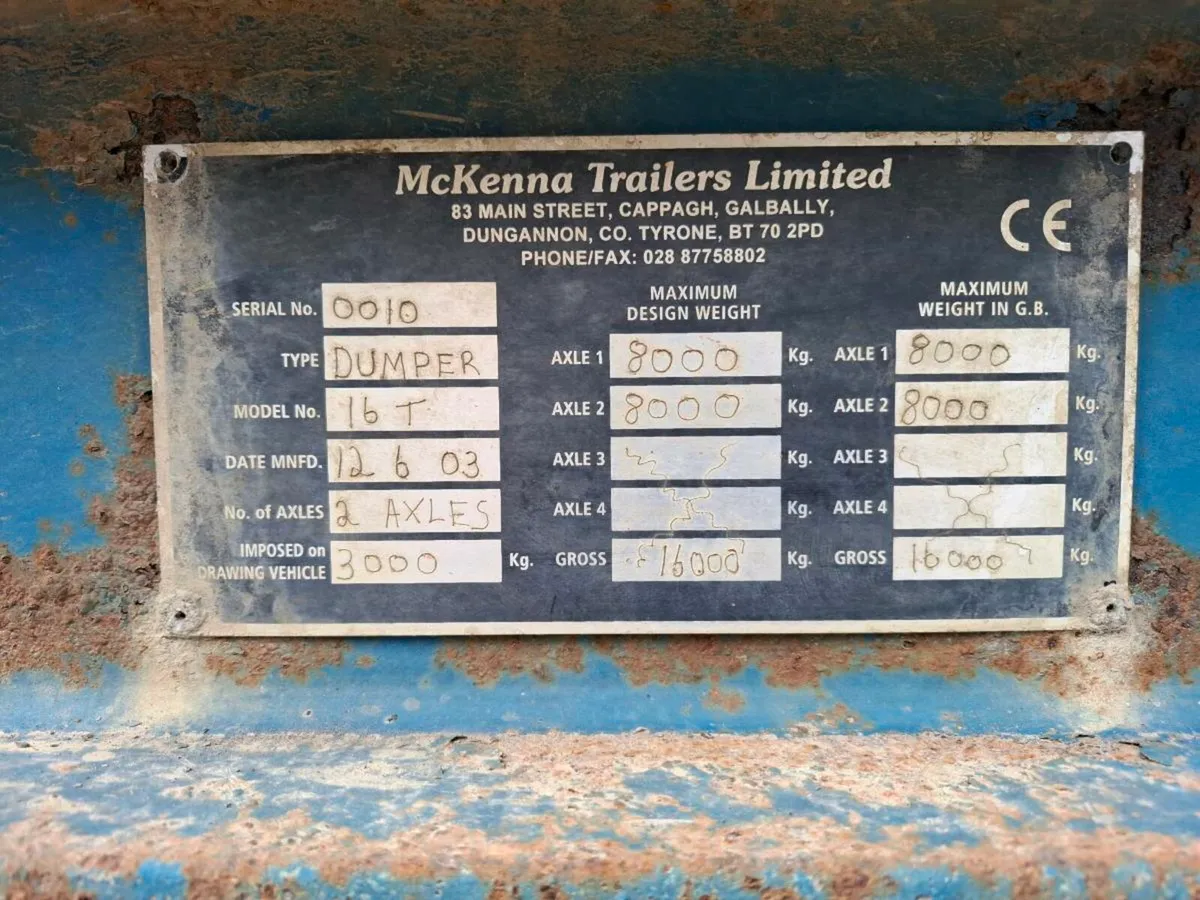 McKenna Trailers Limited
83 MAIN STREET, CAPPAGH, GALBALLY,
DUNGANNON, CO. TYRONE, BT 70 2PD
PHONE/FAX: 028 87758802
CE
SERIAL No. 0010
TYPE DUMPER
MODEL No. 16 T
DATE MNFD. 12 6 03
No. of AXLES 2 AXLES
IMPOSED on
DRAWING VEHICLE 3000 Kg.
MAXIMUM
DESIGN WEIGHT
AXLE 1 8000 Kg.
AXLE 2 8000 Kg.
AXLE 3 Kg.
AXLE 4 Kg.
GROSS 16000 Kg.
MAXIMUM
WEIGHT IN G.B.
AXLE 1 8000 Kg.
AXLE 2 8000 Kg.
AXLE 3 Kg.
AXLE 4 Kg.
GROSS 16000 Kg.